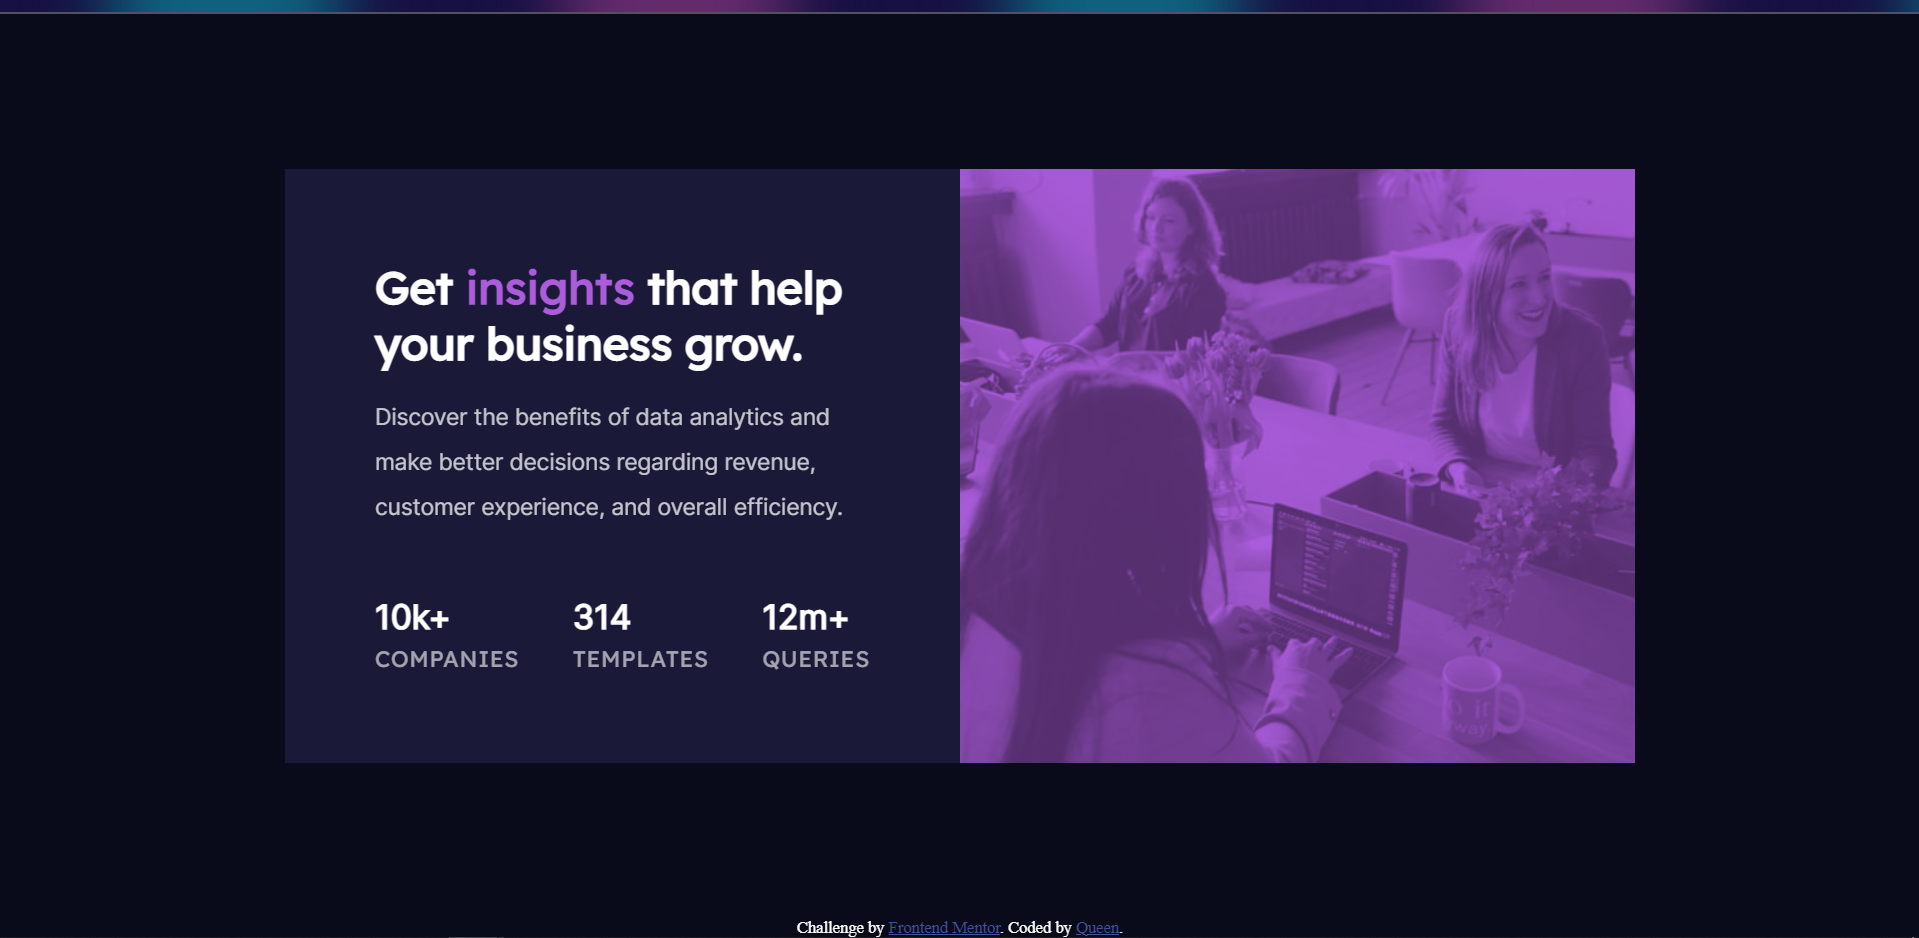 Get insights that help
your business grow.
Discover the benefits of data analytics and
make better decisions regarding revenue,
customer experience, and overall efficiency.
10k+ 314 12m+
COMPANIES TEMPLATES QUERIES
Challenge by Frontend Mentor. Coded by Queen.